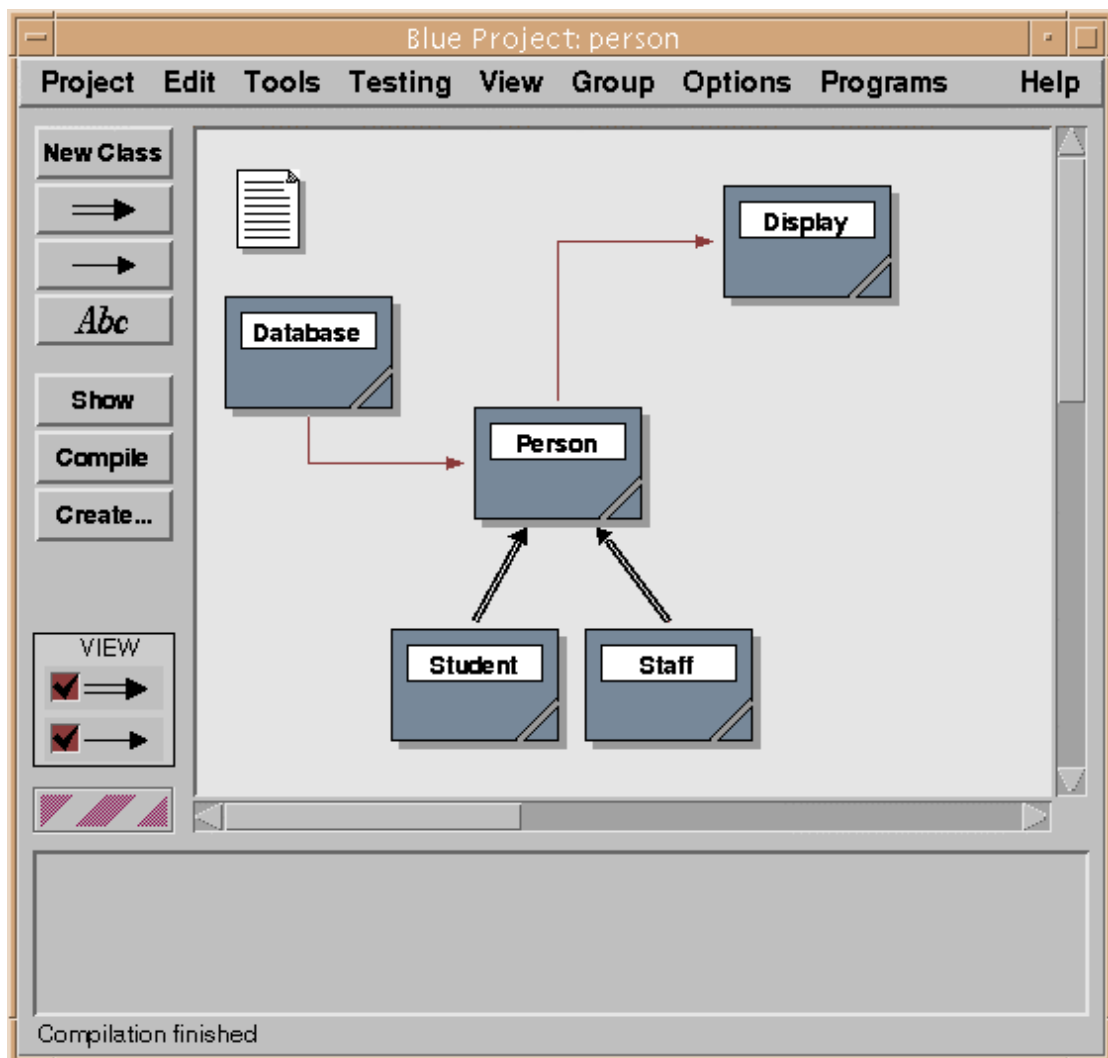 Blue Project: person
Project Edit Tools Testing View Group Options Programs Help
New Class
Abc
Show
Compile
Create...
VIEW
Display
Database
Person
Student
Staff
Compilation finished